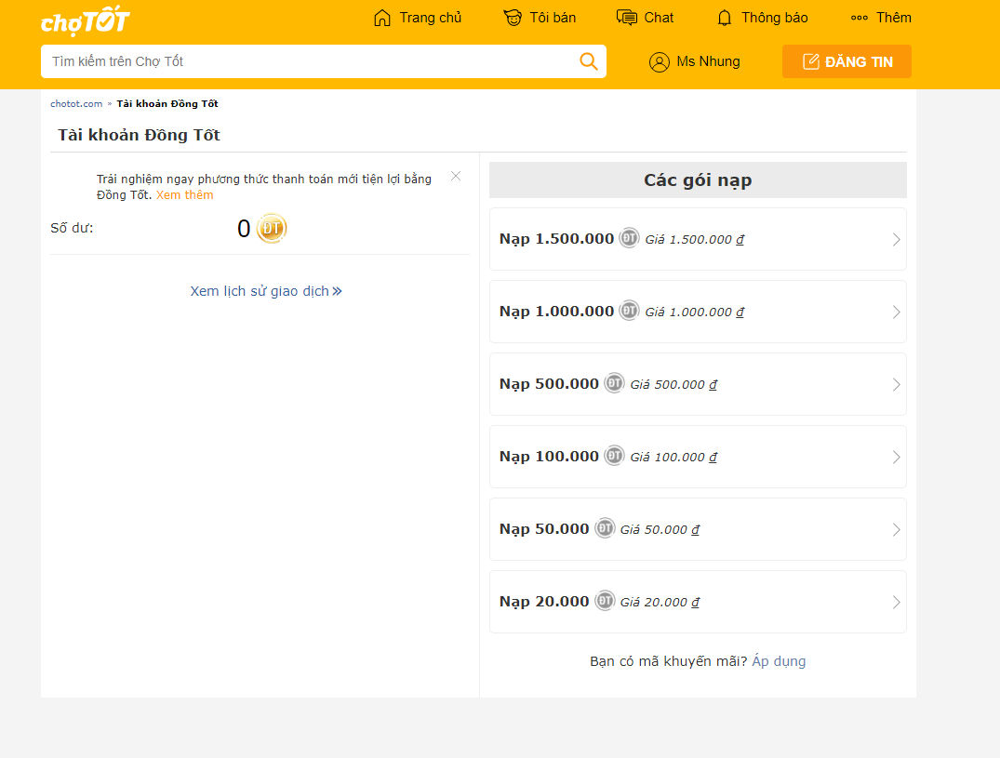 chợTỐT
Trang chủ
Tôi bán
Chat
Thông báo
Thêm
Tìm kiếm trên Chợ Tốt
Ms Nhung
ĐĂNG TIN
chotot.com » Tài khoản Đồng Tốt
Tài khoản Đồng Tốt
Trải nghiệm ngay phương thức thanh toán mới tiện lợi bằng
Đồng Tốt. Xem thêm
Số dư:
0 ĐT
Xem lịch sử giao dịch »
Các gói nạp
Nạp 1.500.000 ĐT Giá 1.500.000 đ
Nạp 1.000.000 ĐT Giá 1.000.000 đ
Nạp 500.000 ĐT Giá 500.000 đ
Nạp 100.000 ĐT Giá 100.000 đ
Nạp 50.000 ĐT Giá 50.000 đ
Nạp 20.000 ĐT Giá 20.000 đ
Bạn có mã khuyến mãi? Áp dụng